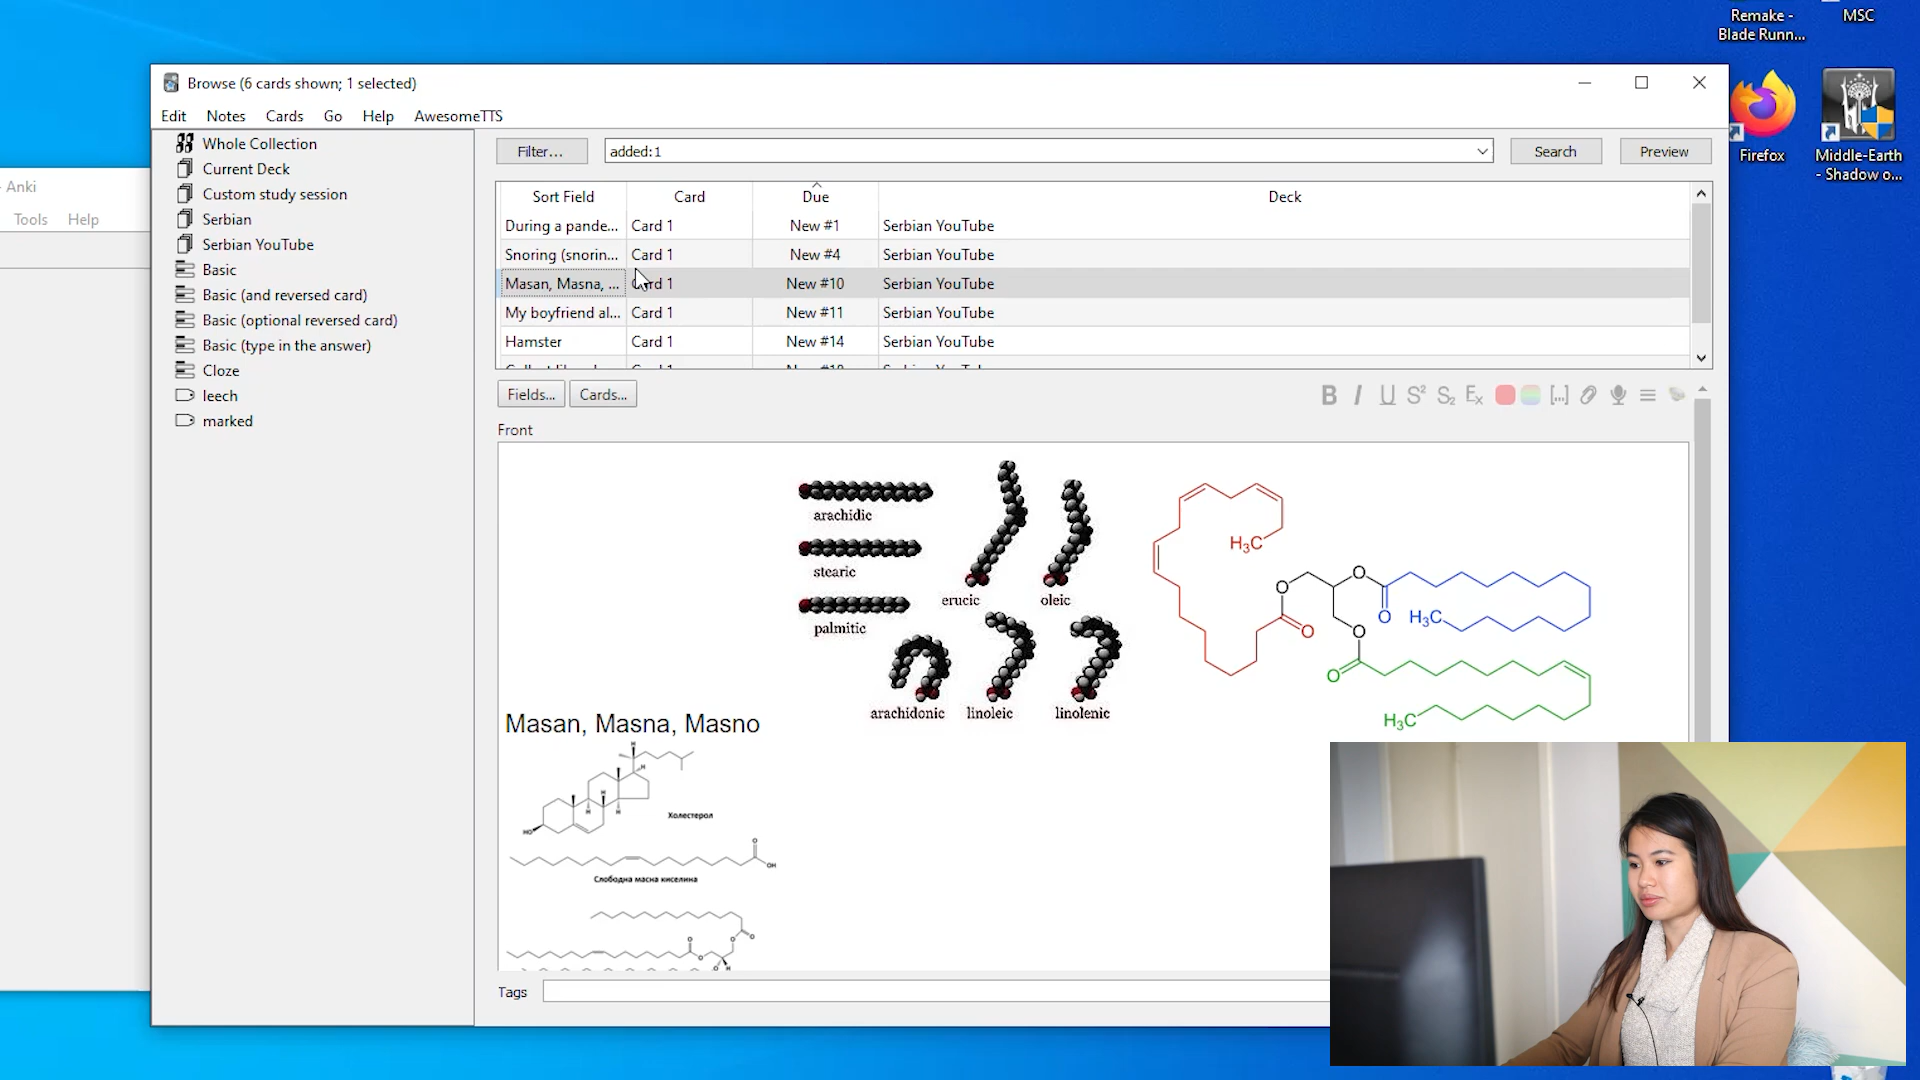 Remake -
Blade Runn...
MSC
Browse (6 cards shown; 1 selected)
Edit Notes Cards Go Help AwesomeTTS
Whole Collection
Current Deck
Custom study session
Serbian
Serbian YouTube
Basic
Basic (and reversed card)
Basic (optional reversed card)
Basic (type in the answer)
Cloze
leech
marked
- Anki
Tools Help
Filter... added:1 Search Preview
Sort Field Card Due Deck
During a pande... Card 1 New #1 Serbian YouTube
Snoring (snorin... Card 1 New #4 Serbian YouTube
Masan, Masna, ... Card 1 New #10 Serbian YouTube
My boyfriend al... Card 1 New #11 Serbian YouTube
Hamster Card 1 New #14 Serbian YouTube
Fields... Cards...
B I U S² S₂ Ex [...]
Front
arachidic
stearic
palmitic
erucic
oleic
arachidonic
linoleic
linolenic
H₃C
O
O
O
O
H₃C
O
O
H₃C
Masan, Masna, Masno
H
H
H
H
H
HO
Холестерол
O
OH
Слободна масна киселина
O
O
O
O
H
Tags
Firefox
Middle-Earth
- Shadow o...